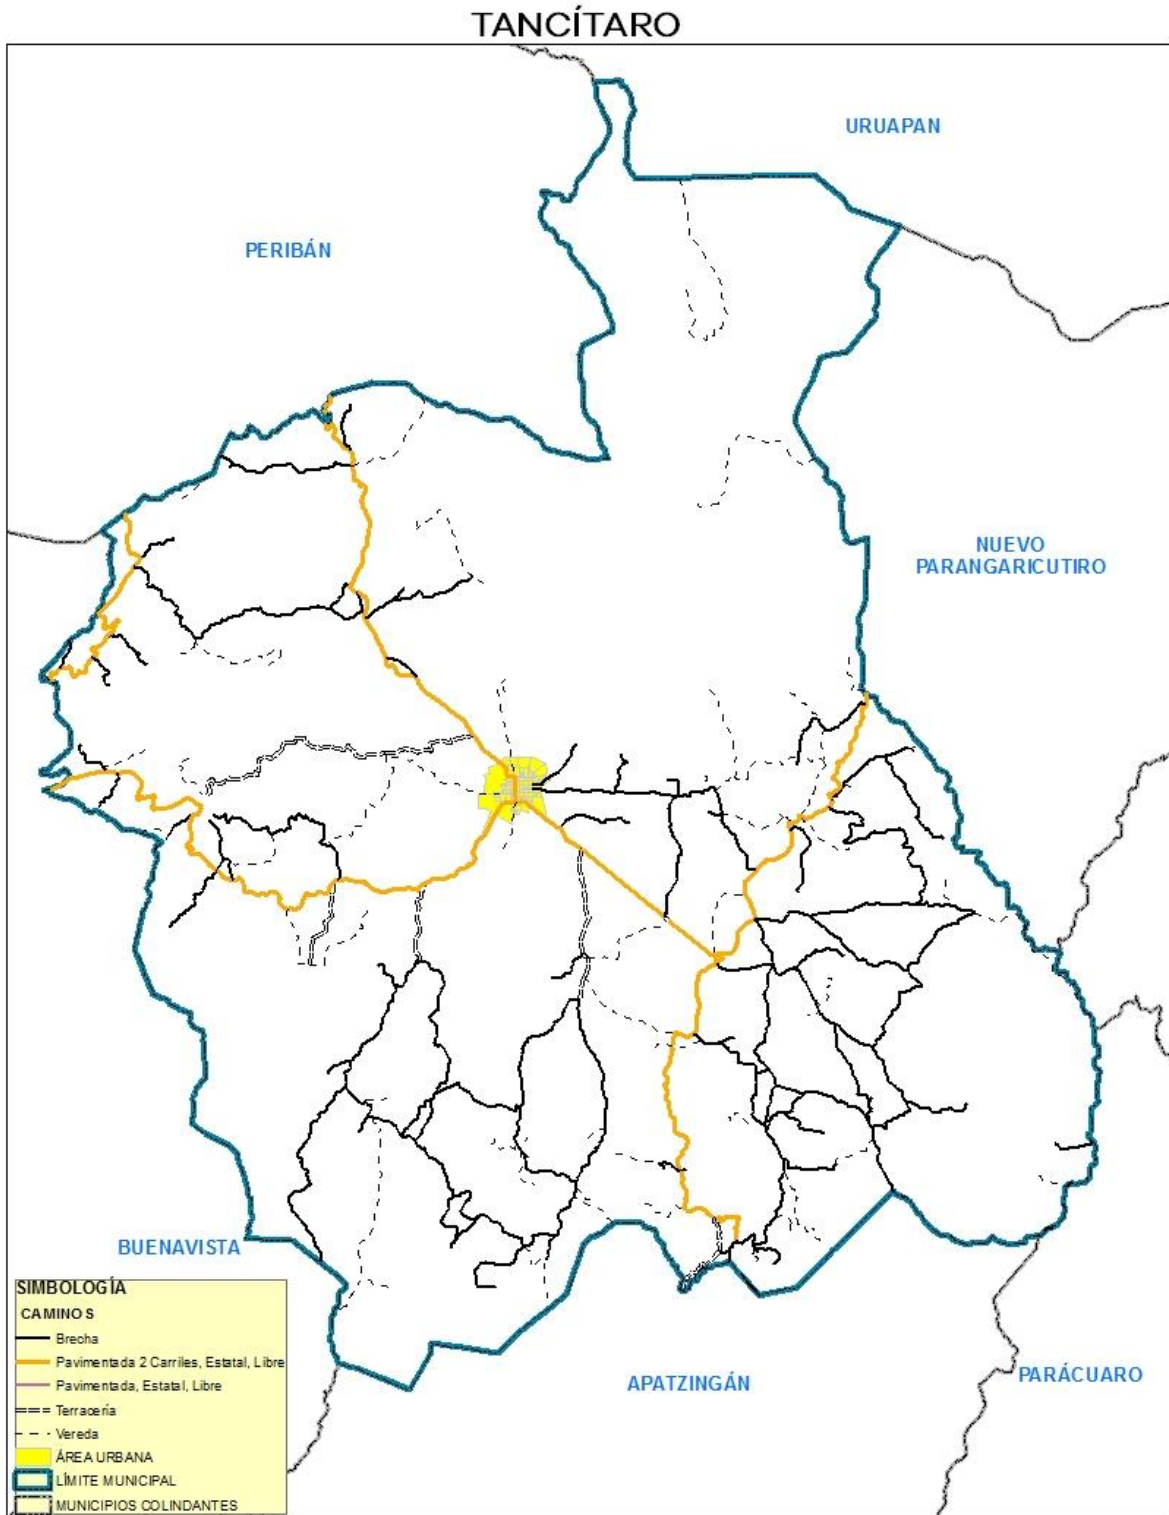 TANCÍTARO
URUAPAN
PERIBÁN
NUEVO
PARANGARICUTIRO
BUENAVISTA
APATZINGÁN
PARÁCUARO
SIMBOLOGÍA
CAMINOS
Brecha
Pavimentada 2 Carriles, Estatal, Libre
Pavimentada, Estatal, Libre
Terracería
Vereda
ÁREA URBANA
LÍMITE MUNICIPAL
MUNICIPIOS COLINDANTES